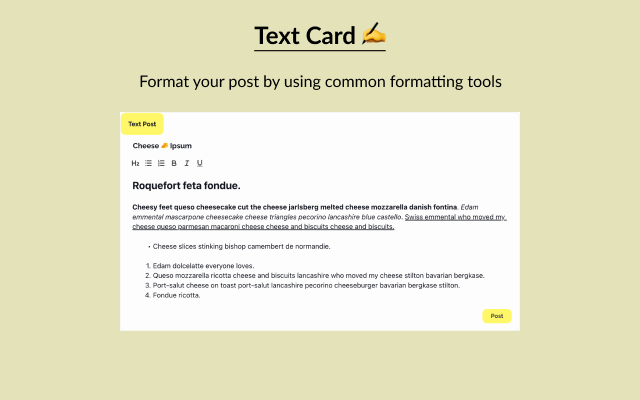 Text Card ✍️
Format your post by using common formatting tools
Text Post
Cheese 🧀 Ipsum
H₂ B I U
Roquefort feta fondue.
Cheesy feet queso cheesecake cut the cheese jarlsberg melted cheese mozzarella danish fontina. Edam
emmental mascarpone cheesecake cheese triangles pecorino lancashire blue castello. Swiss emmental who moved my
cheese queso parmesan macaroni cheese cheese and biscuits cheese and biscuits.
• Cheese slices stinking bishop camembert de normandie.
1. Edam dolcelatte everyone loves.
2. Queso mozzarella ricotta cheese and biscuits lancashire who moved my cheese stilton bavarian bergkase.
3. Port-salut cheese on toast port-salut lancashire pecorino cheeseburger bavarian bergkase stilton.
4. Fondue ricotta.
Post